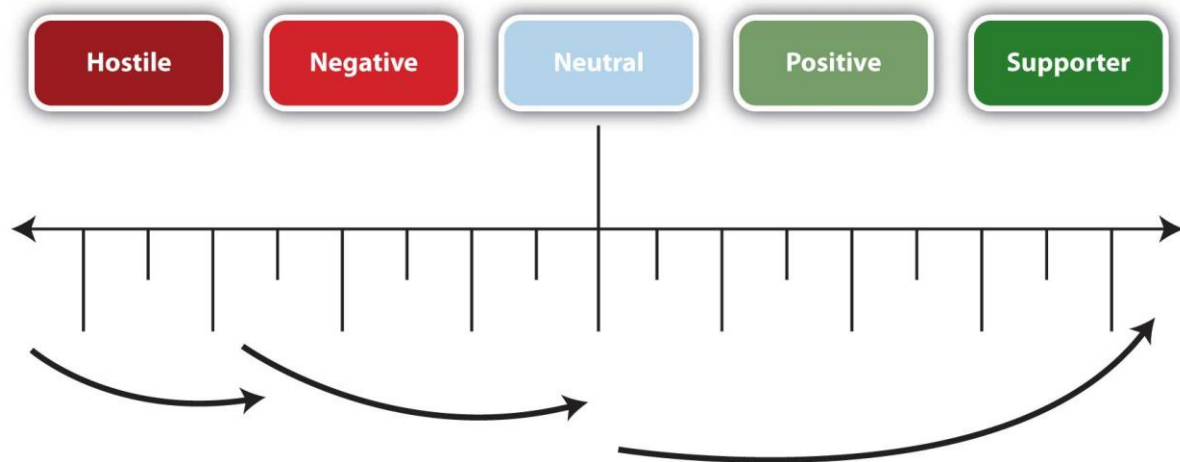 Hostile
Negative
Neutral
Positive
Supporter